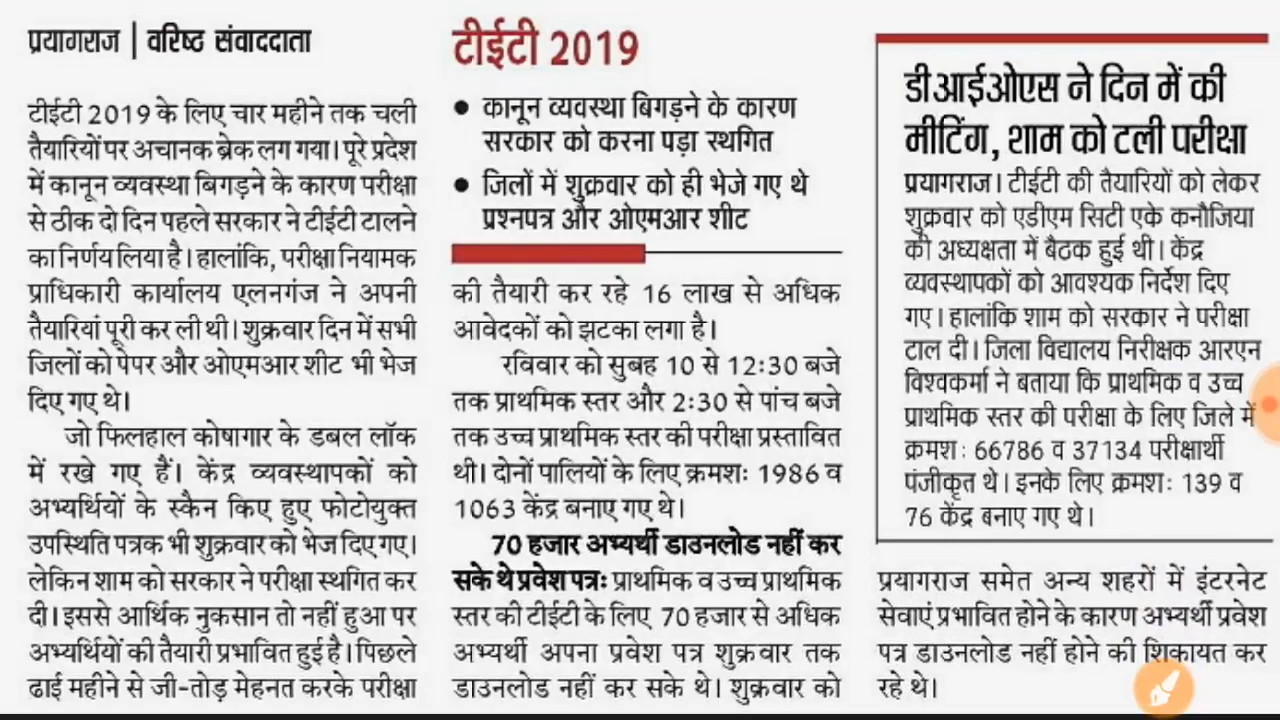 प्रयागराज | वरिष्ठ संवाददाता
टीईटी 2019 के लिए चार महीने तक चली
तैयारियों पर अचानक ब्रेक लग गया। पूरे प्रदेश
में कानून व्यवस्था बिगड़ने के कारण परीक्षा
से ठीक दो दिन पहले सरकार ने टीईटी टालने
का निर्णय लिया है। हालांकि, परीक्षा नियामक
प्राधिकारी कार्यालय एलनगंज ने अपनी
तैयारियां पूरी कर ली थी। शुक्रवार दिन में सभी
जिलों को पेपर और ओएमआर शीट भी भेज
दिए गए थे।
जो फिलहाल कोषागार के डबल लॉक
में रखे गए हैं। केंद्र व्यवस्थापकों को
अभ्यर्थियों के स्कैन किए हुए फोटोयुक्त
उपस्थिति पत्रक भी शुक्रवार को भेज दिए गए।
लेकिन शाम को सरकार ने परीक्षा स्थगित कर
दी। इससे आर्थिक नुकसान तो नहीं हुआ पर
अभ्यर्थियों की तैयारी प्रभावित हुई है। पिछले
ढाई महीने से जी-तोड़ मेहनत करके परीक्षा
टीईटी 2019
● कानून व्यवस्था बिगड़ने के कारण
सरकार को करना पड़ा स्थगित
● जिलों में शुक्रवार को ही भेजे गए थे
प्रश्नपत्र और ओएमआर शीट
की तैयारी कर रहे 16 लाख से अधिक
आवेदकों को झटका लगा है।
रविवार को सुबह 10 से 12:30 बजे
तक प्राथमिक स्तर और 2:30 से पांच बजे
तक उच्च प्राथमिक स्तर की परीक्षा प्रस्तावित
थी। दोनों पालियों के लिए क्रमशः 1986 व
1063 केंद्र बनाए गए थे।
70 हजार अभ्यर्थी डाउनलोड नहीं कर
सके थे प्रवेश पत्रः प्राथमिक व उच्च प्राथमिक
स्तर की टीईटी के लिए 70 हजार से अधिक
अभ्यर्थी अपना प्रवेश पत्र शुक्रवार तक
डाउनलोड नहीं कर सके थे। शुक्रवार को
डीआईओएस ने दिन में की
मीटिंग, शाम को टली परीक्षा
प्रयागराज। टीईटी की तैयारियों को लेकर
शुक्रवार को एडीएम सिटी एके कनौजिया
की अध्यक्षता में बैठक हुई थी। केंद्र
व्यवस्थापकों को आवश्यक निर्देश दिए
गए। हालांकि शाम को सरकार ने परीक्षा
टाल दी। जिला विद्यालय निरीक्षक आरएन
विश्वकर्मा ने बताया कि प्राथमिक व उच्च
प्राथमिक स्तर की परीक्षा के लिए जिले में
क्रमशः 66786 व 37134 परीक्षार्थी
पंजीकृत थे। इनके लिए क्रमशः 139 व
76 केंद्र बनाए गए थे।
प्रयागराज समेत अन्य शहरों में इंटरनेट
सेवाएं प्रभावित होने के कारण अभ्यर्थी प्रवेश
पत्र डाउनलोड नहीं होने की शिकायत कर
रहे थे।